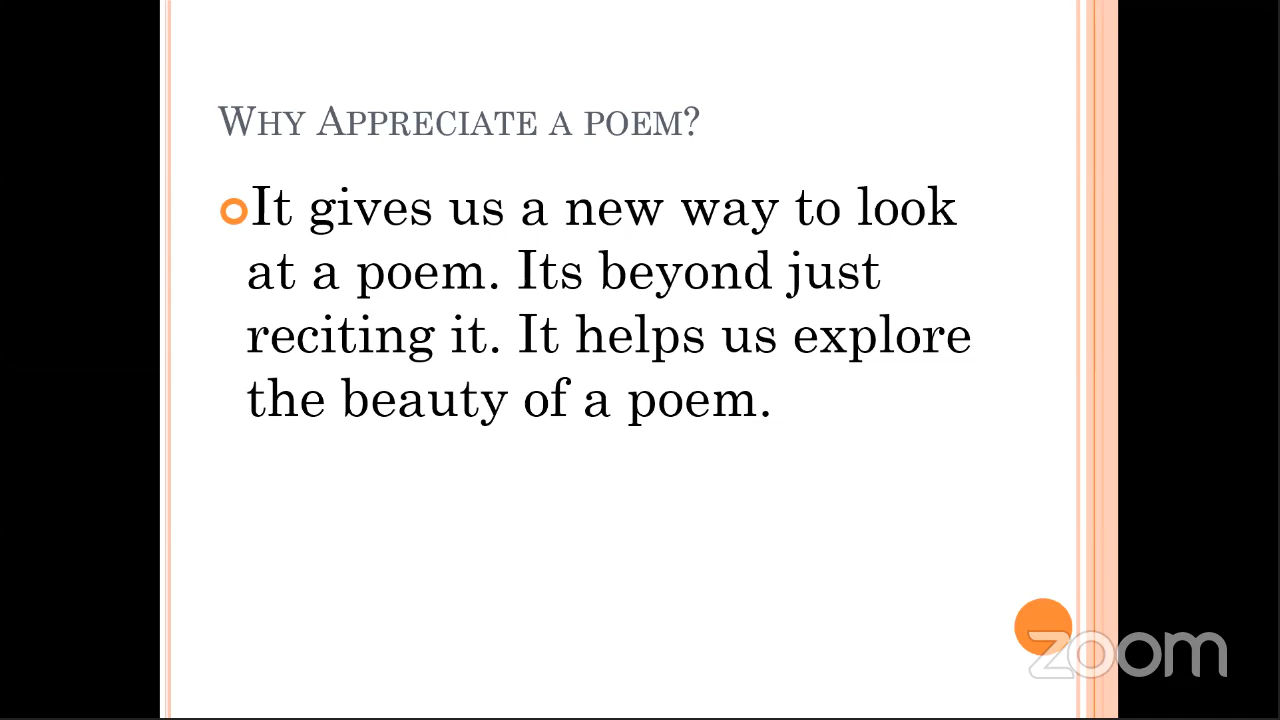 Why Appreciate a poem?
It gives us a new way to look
at a poem. Its beyond just
reciting it. It helps us explore
the beauty of a poem.
zoom